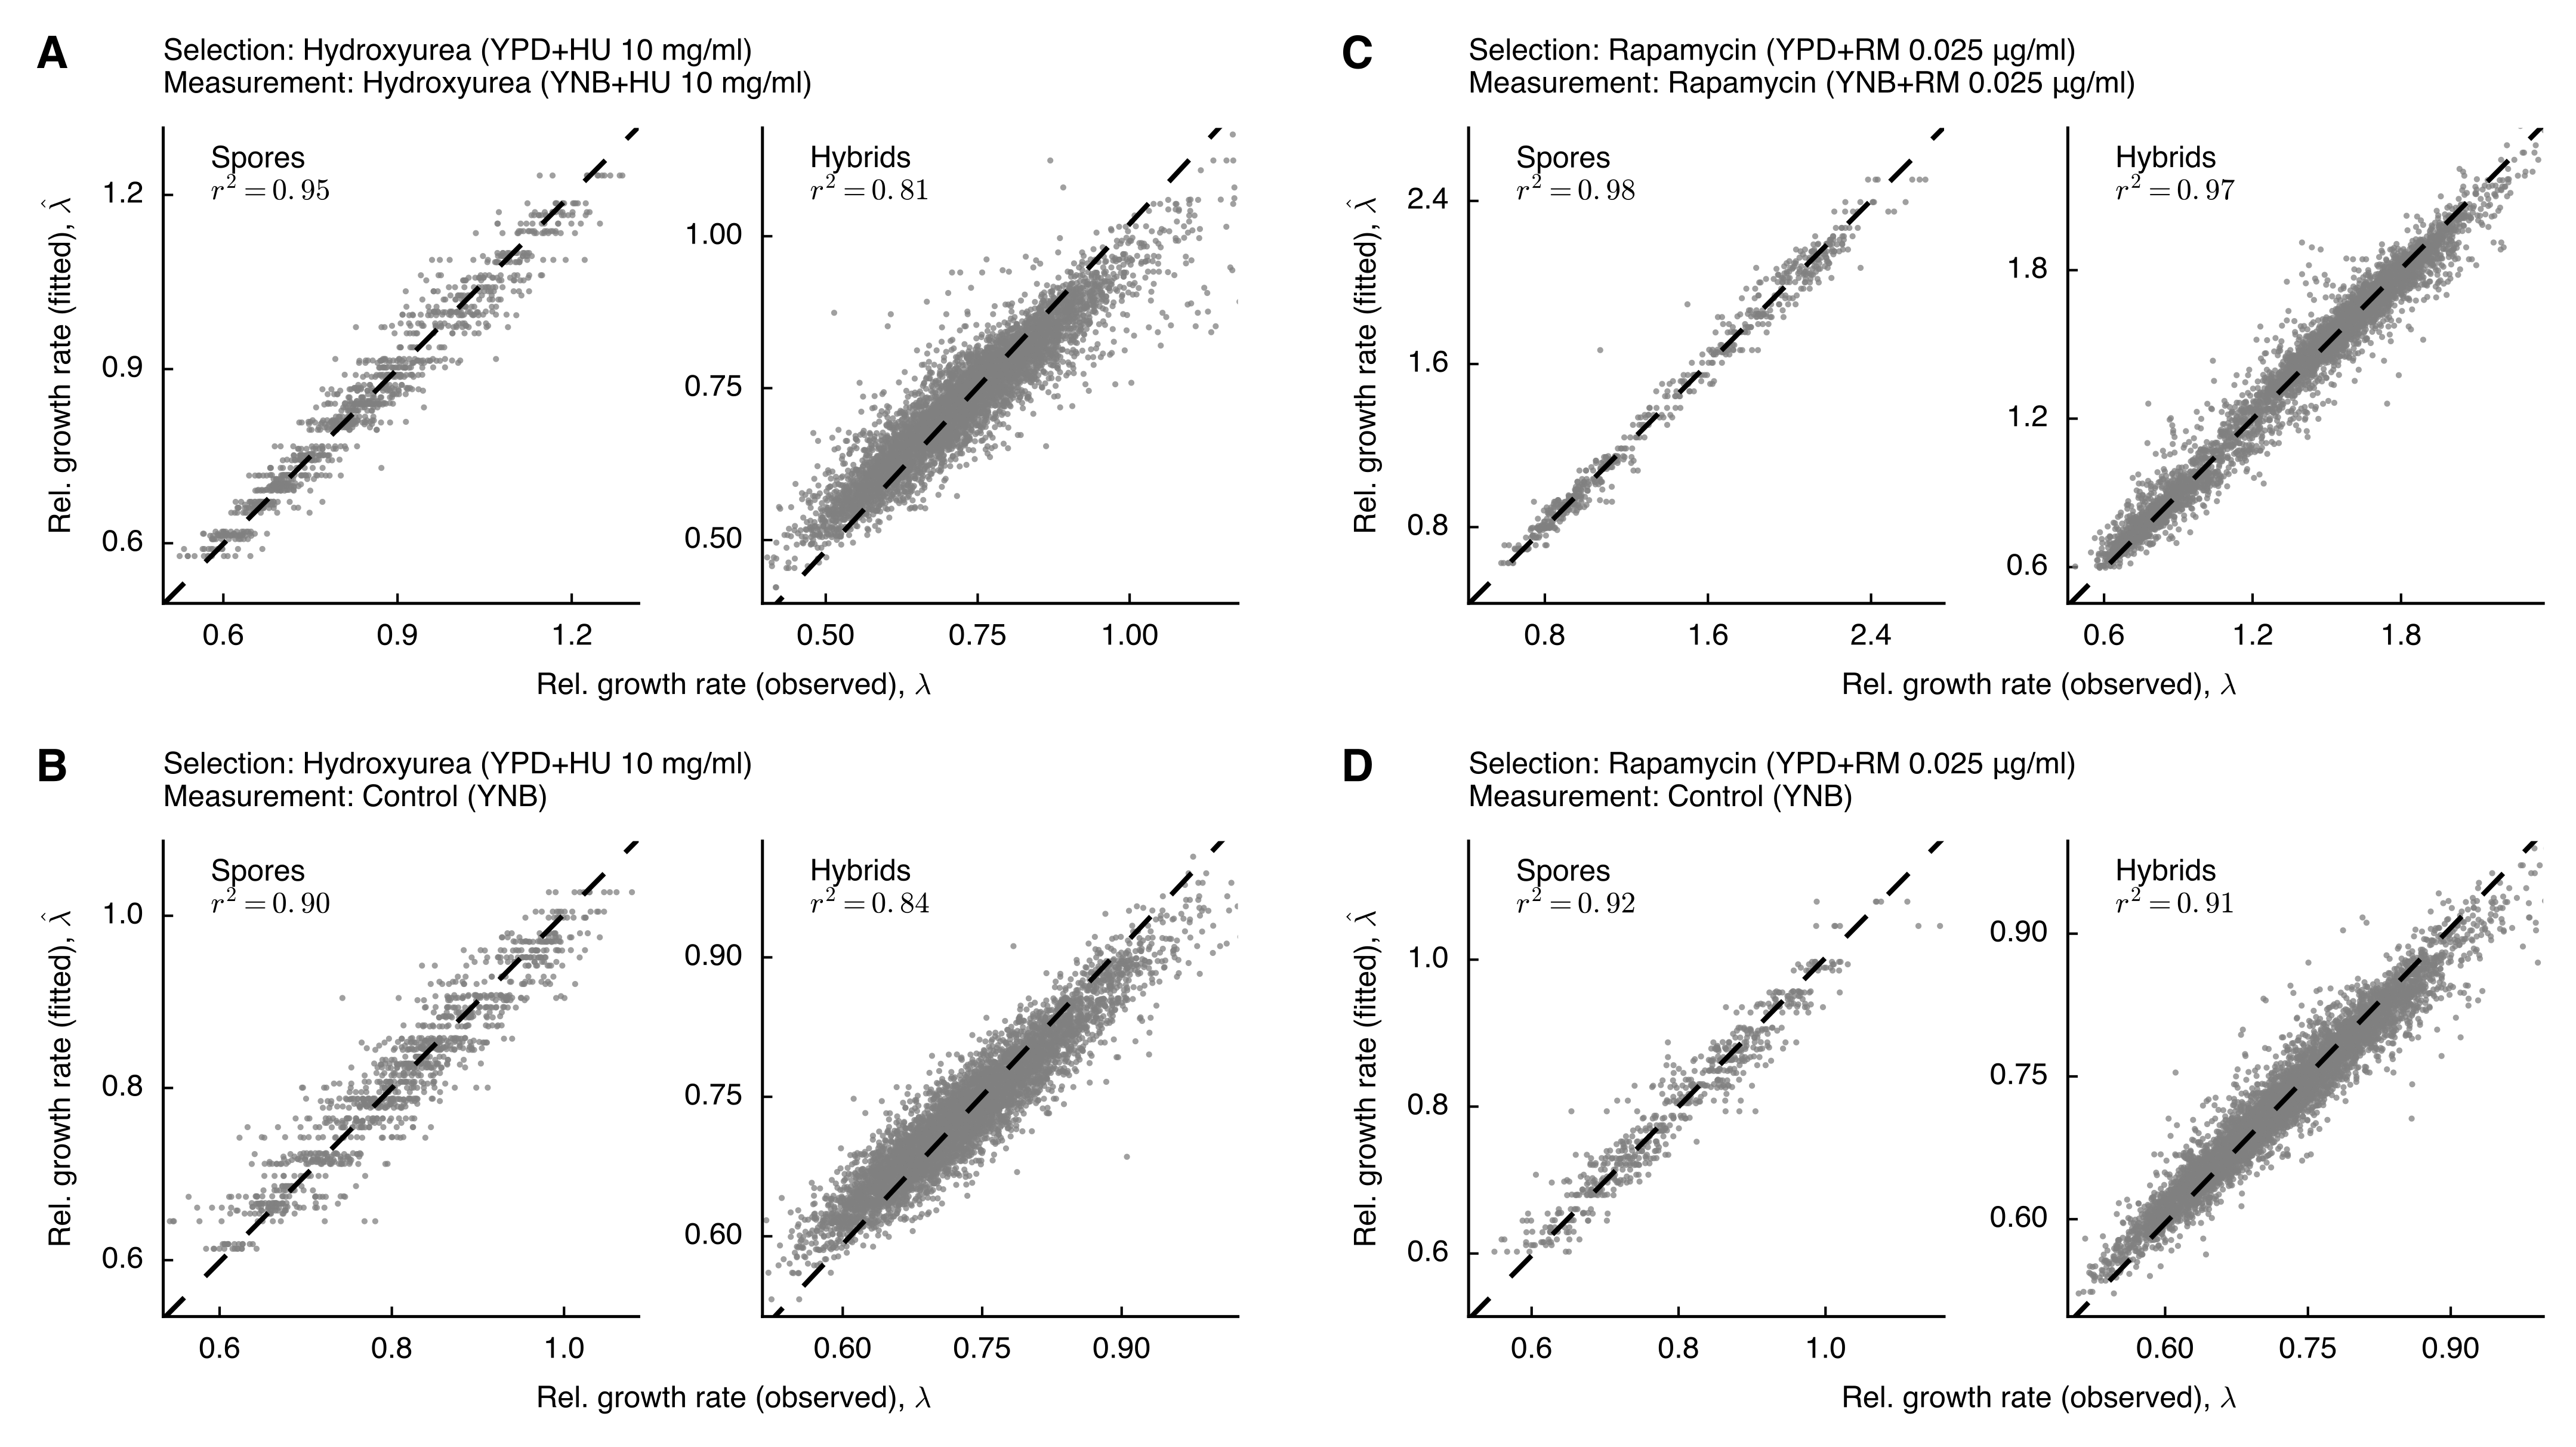 A
Selection: Hydroxyurea (YPD+HU 10 mg/ml)
Measurement: Hydroxyurea (YNB+HU 10 mg/ml)
Rel. growth rate (fitted), λ̂
Spores
r² = 0.95
1.2
0.9
0.6
0.6 0.9 1.2
Hybrids
r² = 0.81
1.00
0.75
0.50
0.50 0.75 1.00
Rel. growth rate (observed), λ
B
Selection: Hydroxyurea (YPD+HU 10 mg/ml)
Measurement: Control (YNB)
Rel. growth rate (fitted), λ̂
Spores
r² = 0.90
1.0
0.8
0.6
0.6 0.8 1.0
Hybrids
r² = 0.84
0.90
0.75
0.60
0.60 0.75 0.90
Rel. growth rate (observed), λ
C
Selection: Rapamycin (YPD+RM 0.025 µg/ml)
Measurement: Rapamycin (YNB+RM 0.025 µg/ml)
Rel. growth rate (fitted), λ̂
Spores
r² = 0.98
2.4
1.6
0.8
0.8 1.6 2.4
Hybrids
r² = 0.97
1.8
1.2
0.6
0.6 1.2 1.8
Rel. growth rate (observed), λ
D
Selection: Rapamycin (YPD+RM 0.025 µg/ml)
Measurement: Control (YNB)
Rel. growth rate (fitted), λ̂
Spores
r² = 0.92
1.0
0.8
0.6
0.6 0.8 1.0
Hybrids
r² = 0.91
0.90
0.75
0.60
0.60 0.75 0.90
Rel. growth rate (observed), λ